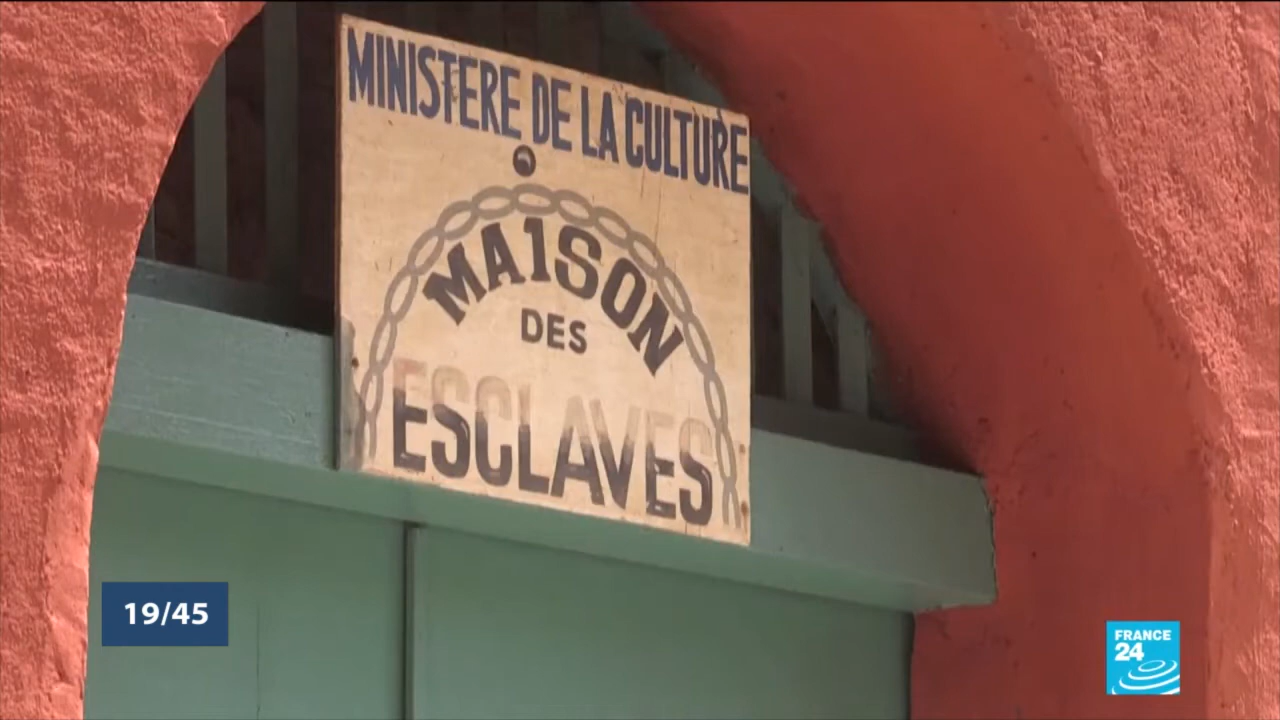 MINISTERE DE LA CULTURE
MAISON
DES
ESCLAVES
19/45
FRANCE
24